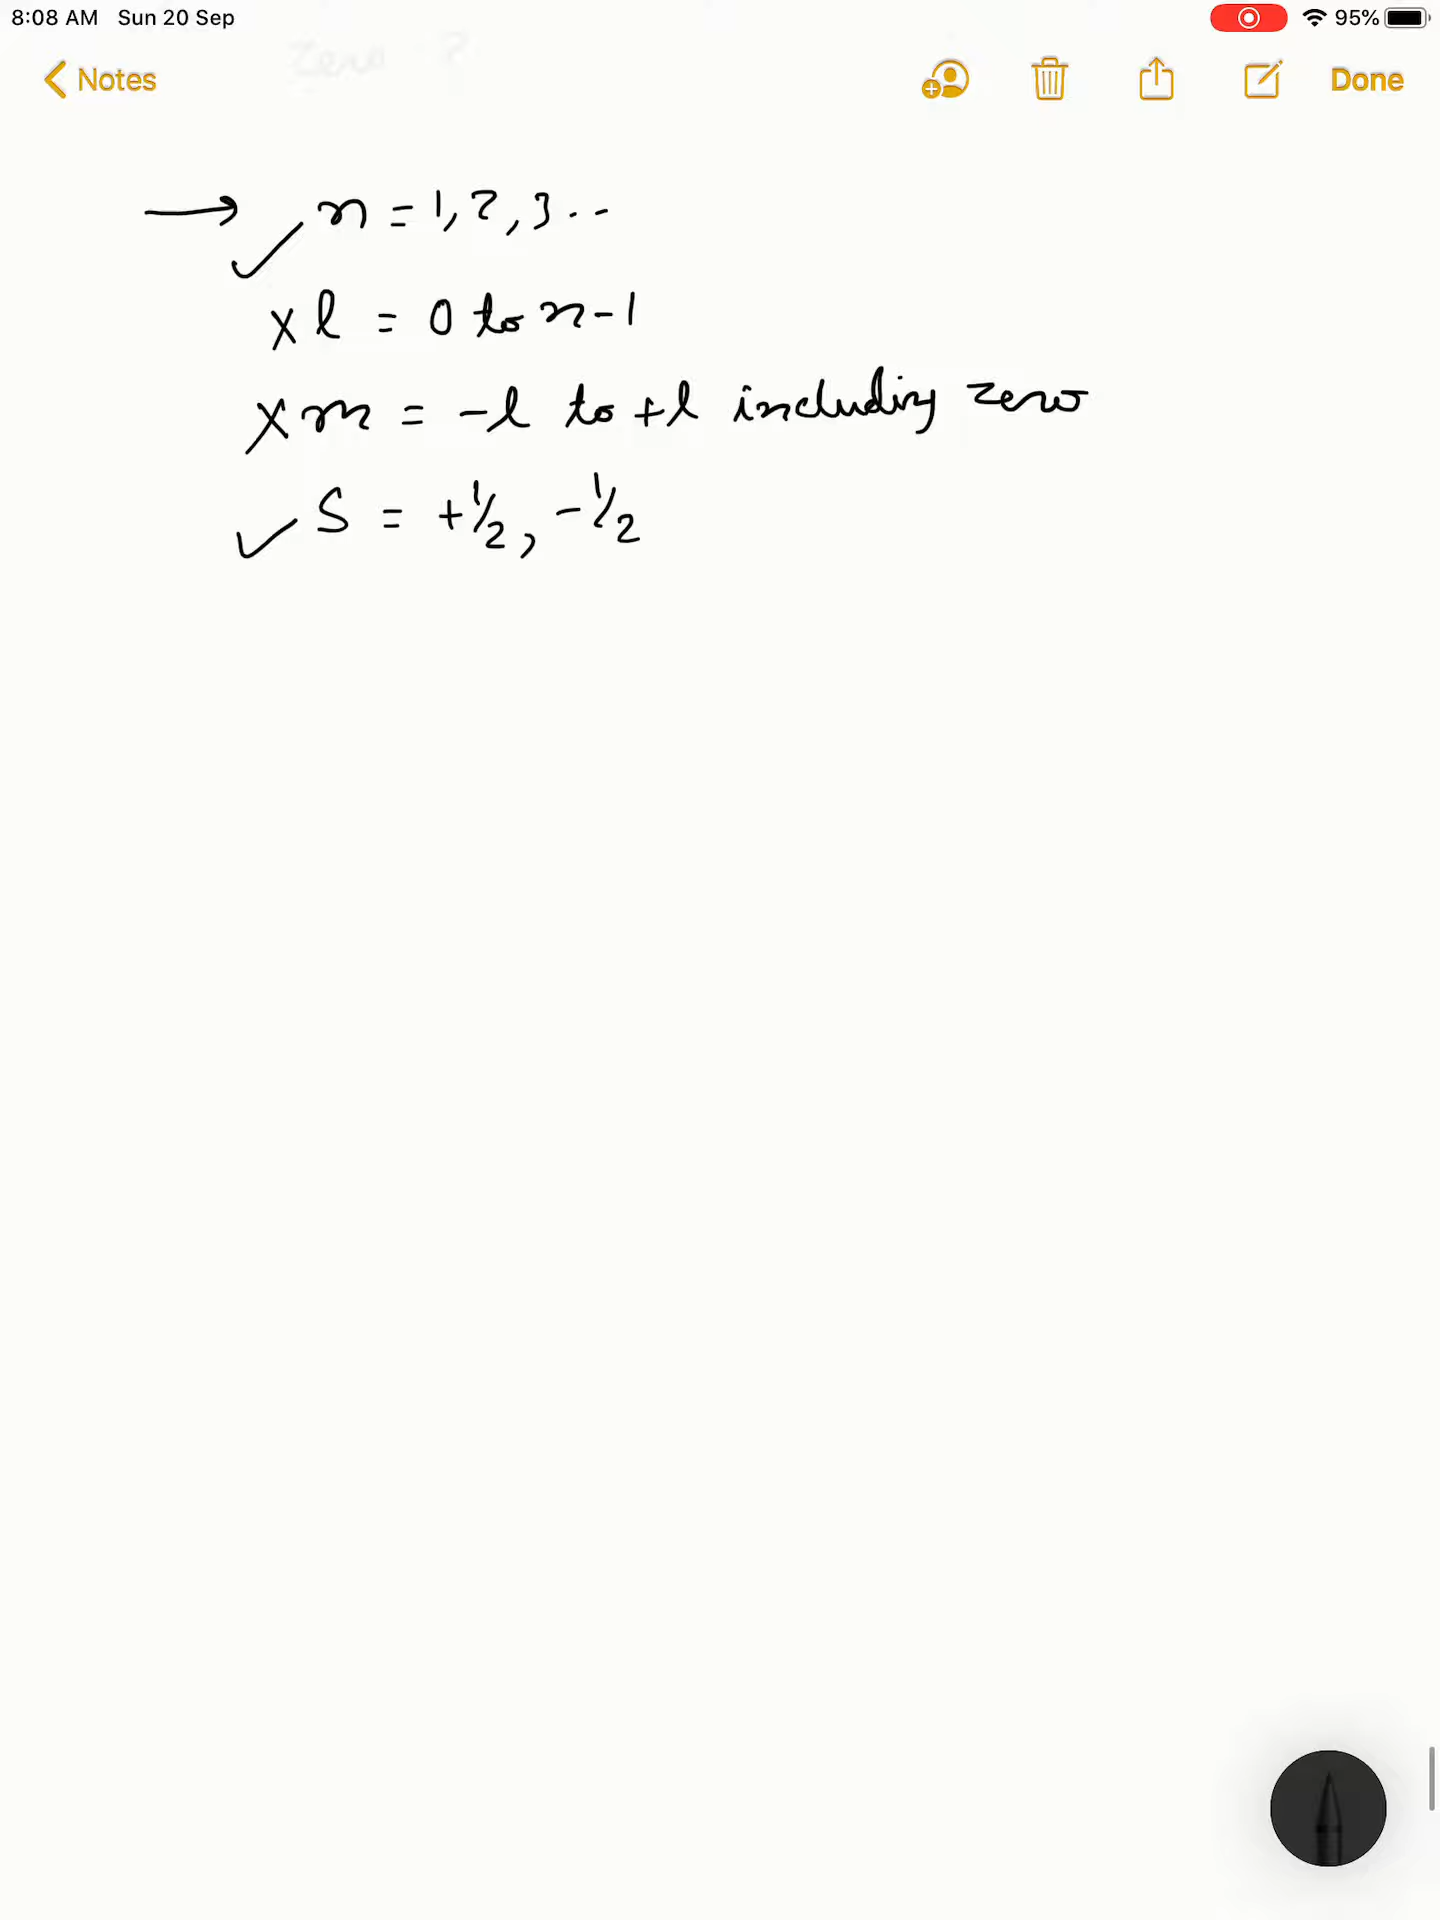 8:08 AM Sun 20 Sep 95%
Zero ?
Notes Done
→ ✓ n = 1, 2, 3 ..
x l = 0 to n - 1
x m = -l to +l including zero
✓ S = +1/2, -1/2